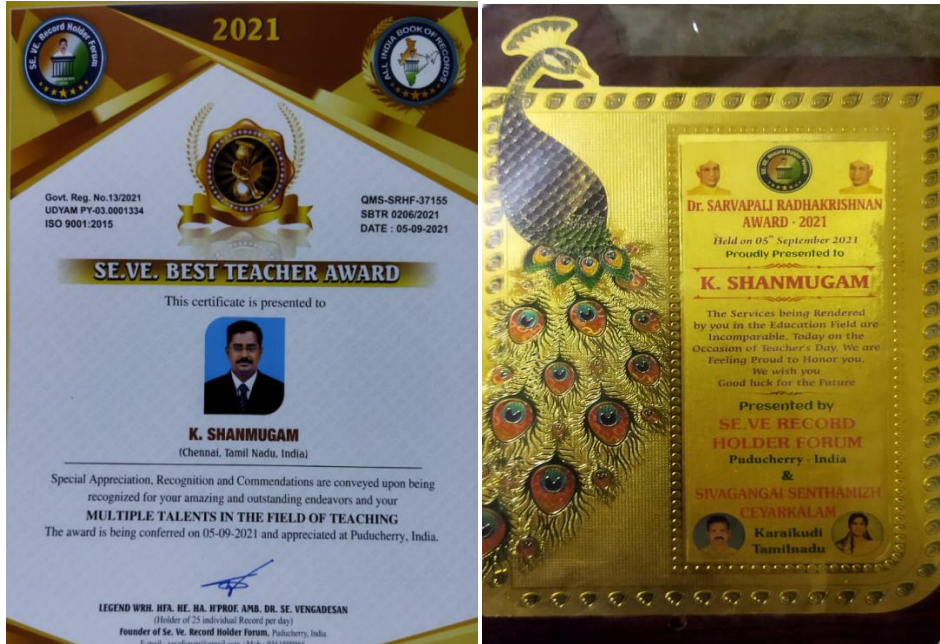 2021
SE. VE. Record Holder Forum
ALL INDIA BOOK OF RECORDS
Govt. Reg. No.13/2021
UDYAM PY-03.0001334
ISO 9001:2015
QMS-SRHF-37155
SBTR 0206/2021
DATE : 05-09-2021
SE.VE. BEST TEACHER AWARD
This certificate is presented to
K. SHANMUGAM
(Chennai, Tamil Nadu, India)
Special Appreciation, Recognition and Commendations are conveyed upon being
recognized for your amazing and outstanding endeavors and your
MULTIPLE TALENTS IN THE FIELD OF TEACHING
The award is being conferred on 05-09-2021 and appreciated at Puducherry, India.
LEGEND WRH. HFA. HE. HA. H'PROF. AMB. DR. SE. VENGADESAN
(Holder of 25 individual Record per day)
Founder of Se. Ve. Record Holder Forum, Puducherry, India
SE. VE. Record Holder Forum
Dr. SARVAPALI RADHAKRISHNAN
AWARD - 2021
Held on 05th September 2021
Proudly Presented to
K. SHANMUGAM
The Services being Rendered
by you in the Education Field are
Incomparable, Today on the
Occasion of Teacher's Day, We are
Feeling Proud to Honor you.
We wish you
Good luck for the Future
Presented by
SE.VE RECORD
HOLDER FORUM
Puducherry - India
&
SIVAGANGAI SENTHAMIZH
CEYARKALAM
Karaikudi
Tamilnadu